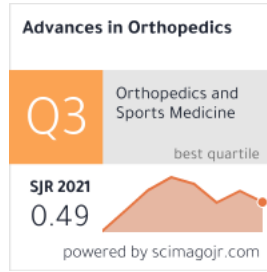 Advances in Orthopedics
Q3
Orthopedics and
Sports Medicine
best quartile
SJR 2021
0.49
powered by scimagojr.com